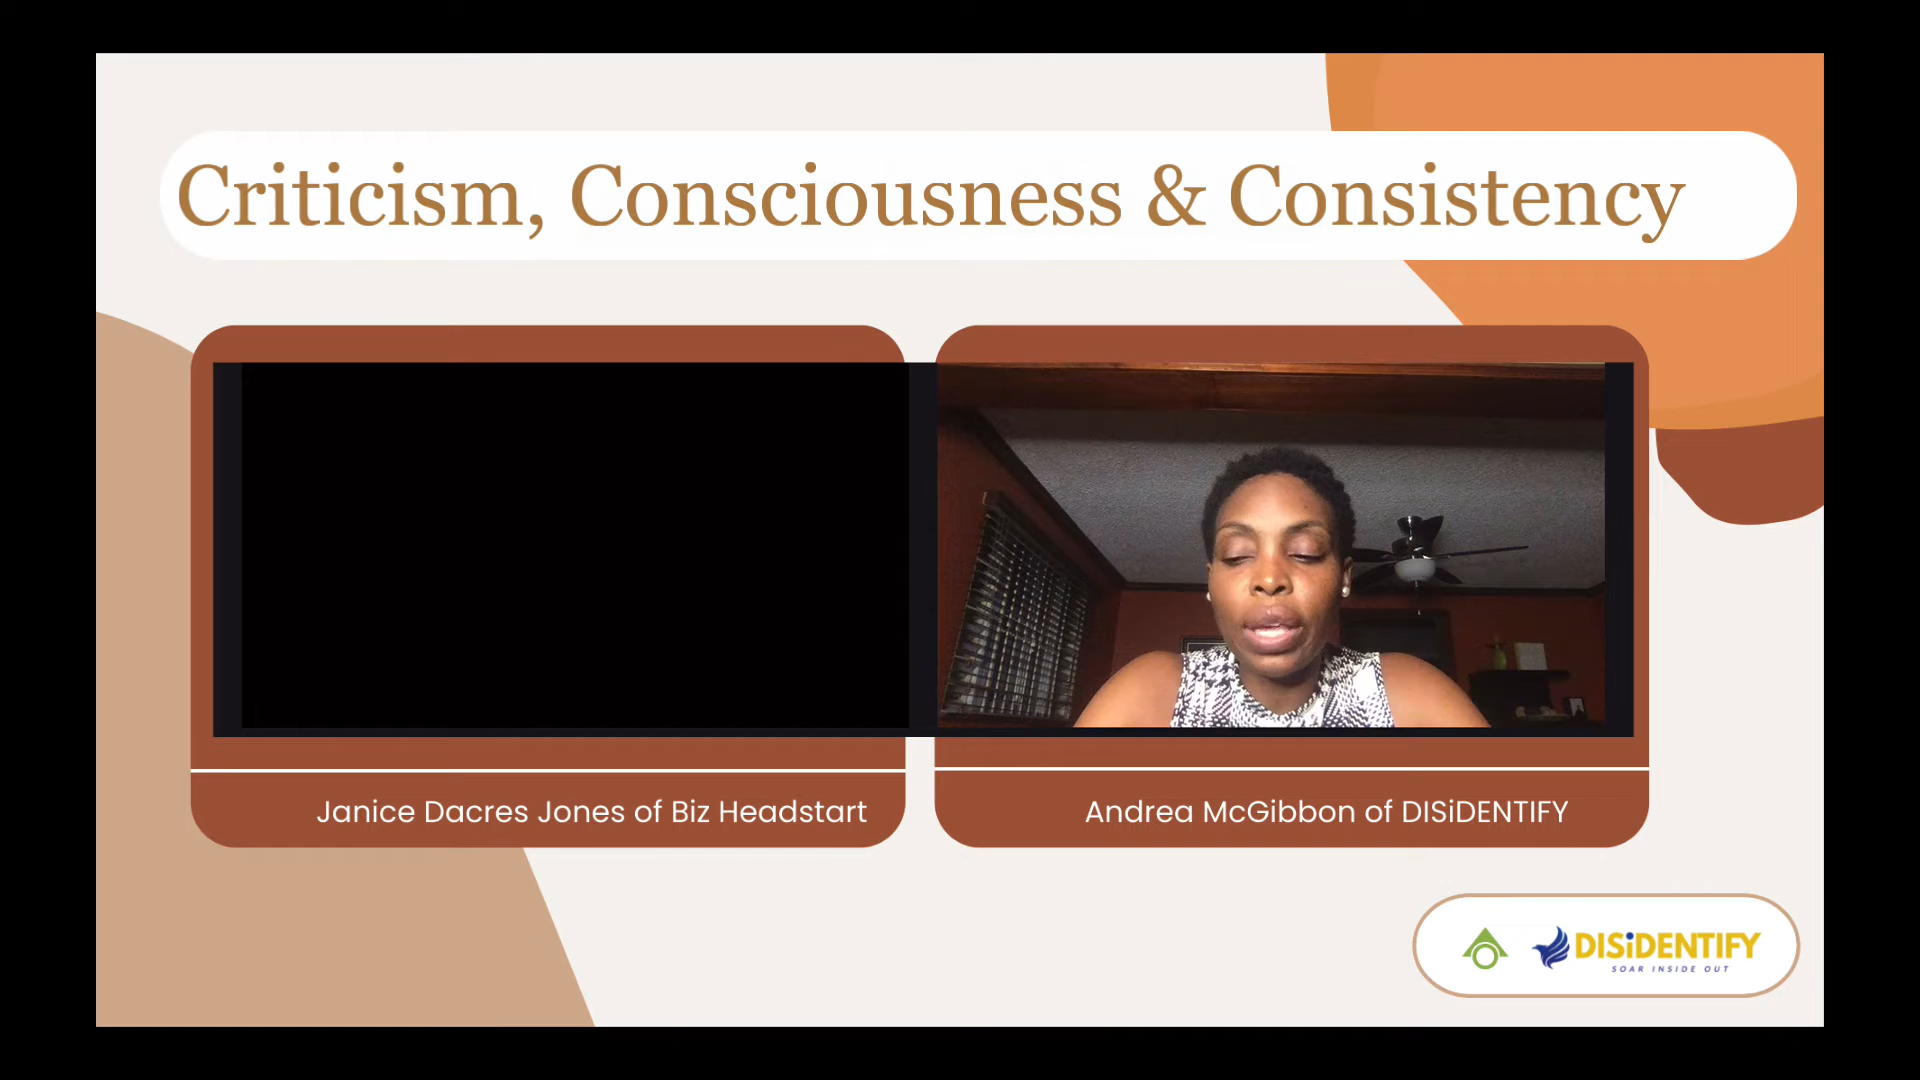 Criticism, Consciousness & Consistency
Janice Dacres Jones of Biz Headstart
Andrea McGibbon of DISiDENTIFY
DISiDENTIFY
SOAR INSIDE OUT